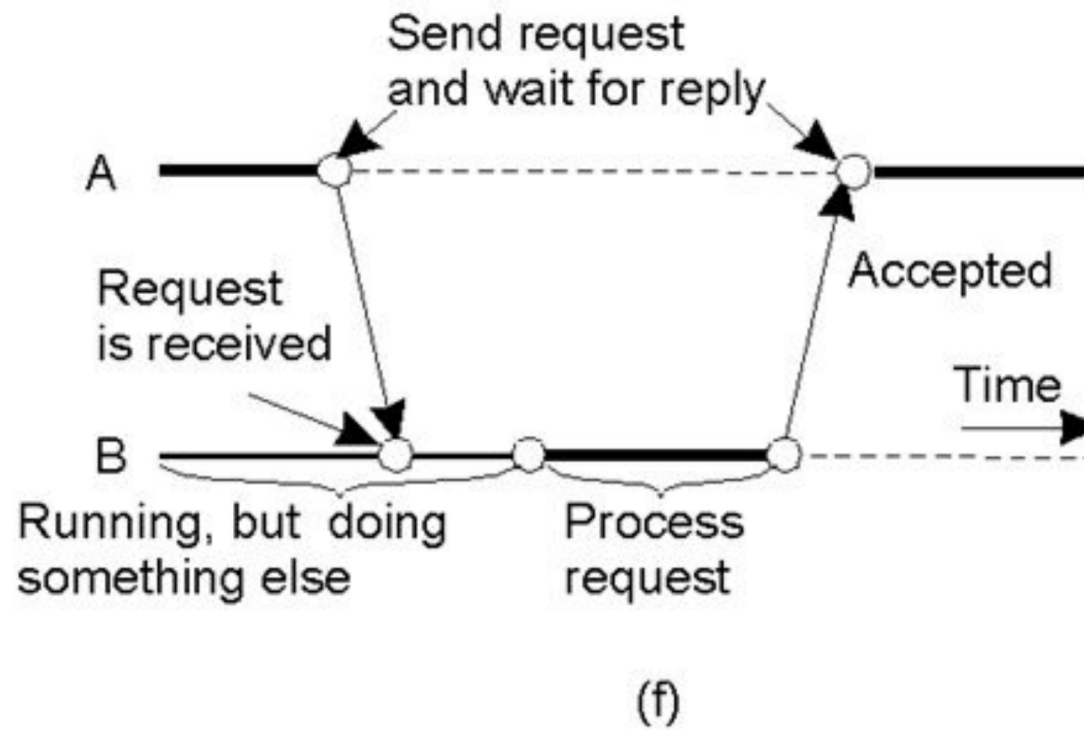 Send request
and wait for reply
A
Request
is received
Accepted
Time
B
Running, but doing
something else
Process
request
(f)